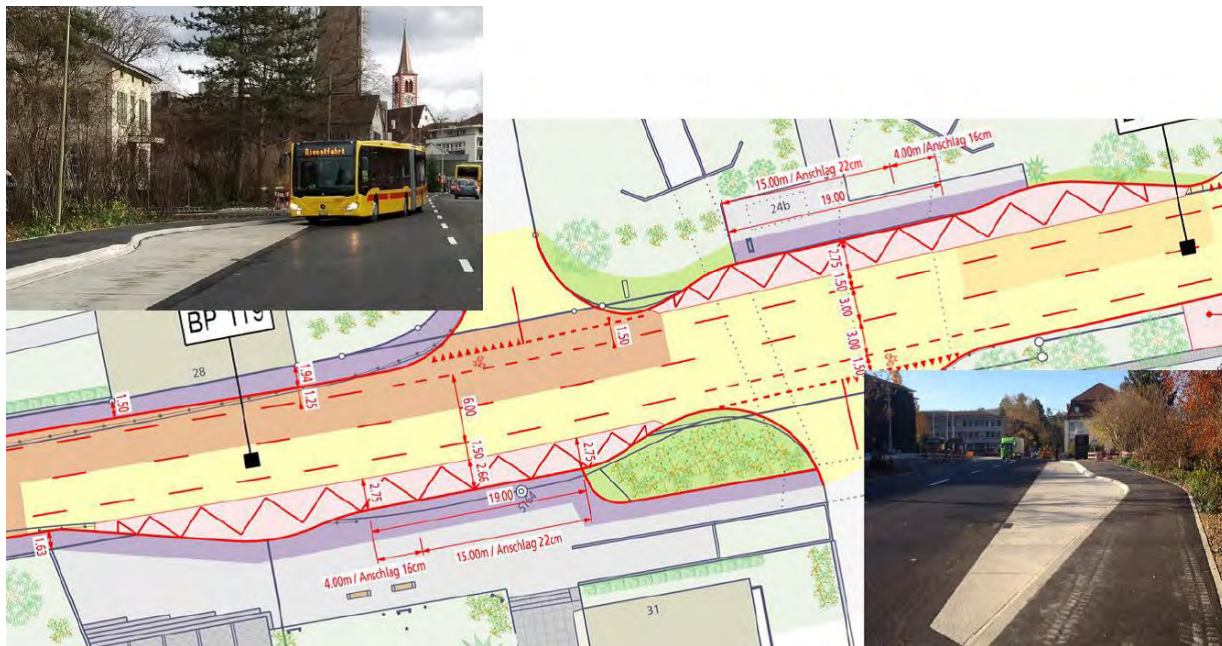 Dienstfahrt
4.00m / Anschlag 16cm
15.00m / Anschlag 22cm
24b
19.00
2.75
1.50
3.00
3.00
1.50
BP 119
28
1.94
1.25
1.50
1.50
6.00
1.50
2.66
2.75
2.75
19.00
1.63
15.00m / Anschlag 22cm
4.00m / Anschlag 16cm
31